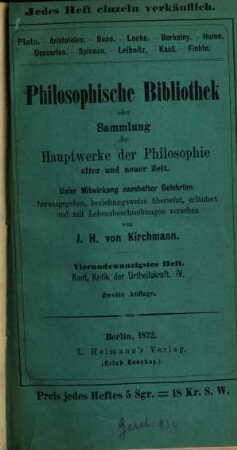 Jedes Heft einzeln verkäuflich.
Plato. Aristoteles. – Baco. – Locke. – Berkeley. – Hume.
Descartes. – Spinoza. – Leibnitz. – Kant. – Fichte.
Philosophische Bibliothek
oder
Sammlung
der
Hauptwerke der Philosophie
alter und neuer Zeit.
Unter Mitwirkung namhafter Gelehrten
herausgegeben, beziehungsweise übersetzt, erläutert
und mit Lebensbeschreibungen versehen
von
J. H. von Kirchmann.
Vierundzwanzigstes Heft.
Kant, Kritik der Urtheilskraft. IV.
Zweite Auflage.
Berlin, 1872.
L. Heimann's Verlag.
(Erich Koschny.)
Preis jedes Heftes 5 Sgr. = 18 Kr. S. W.